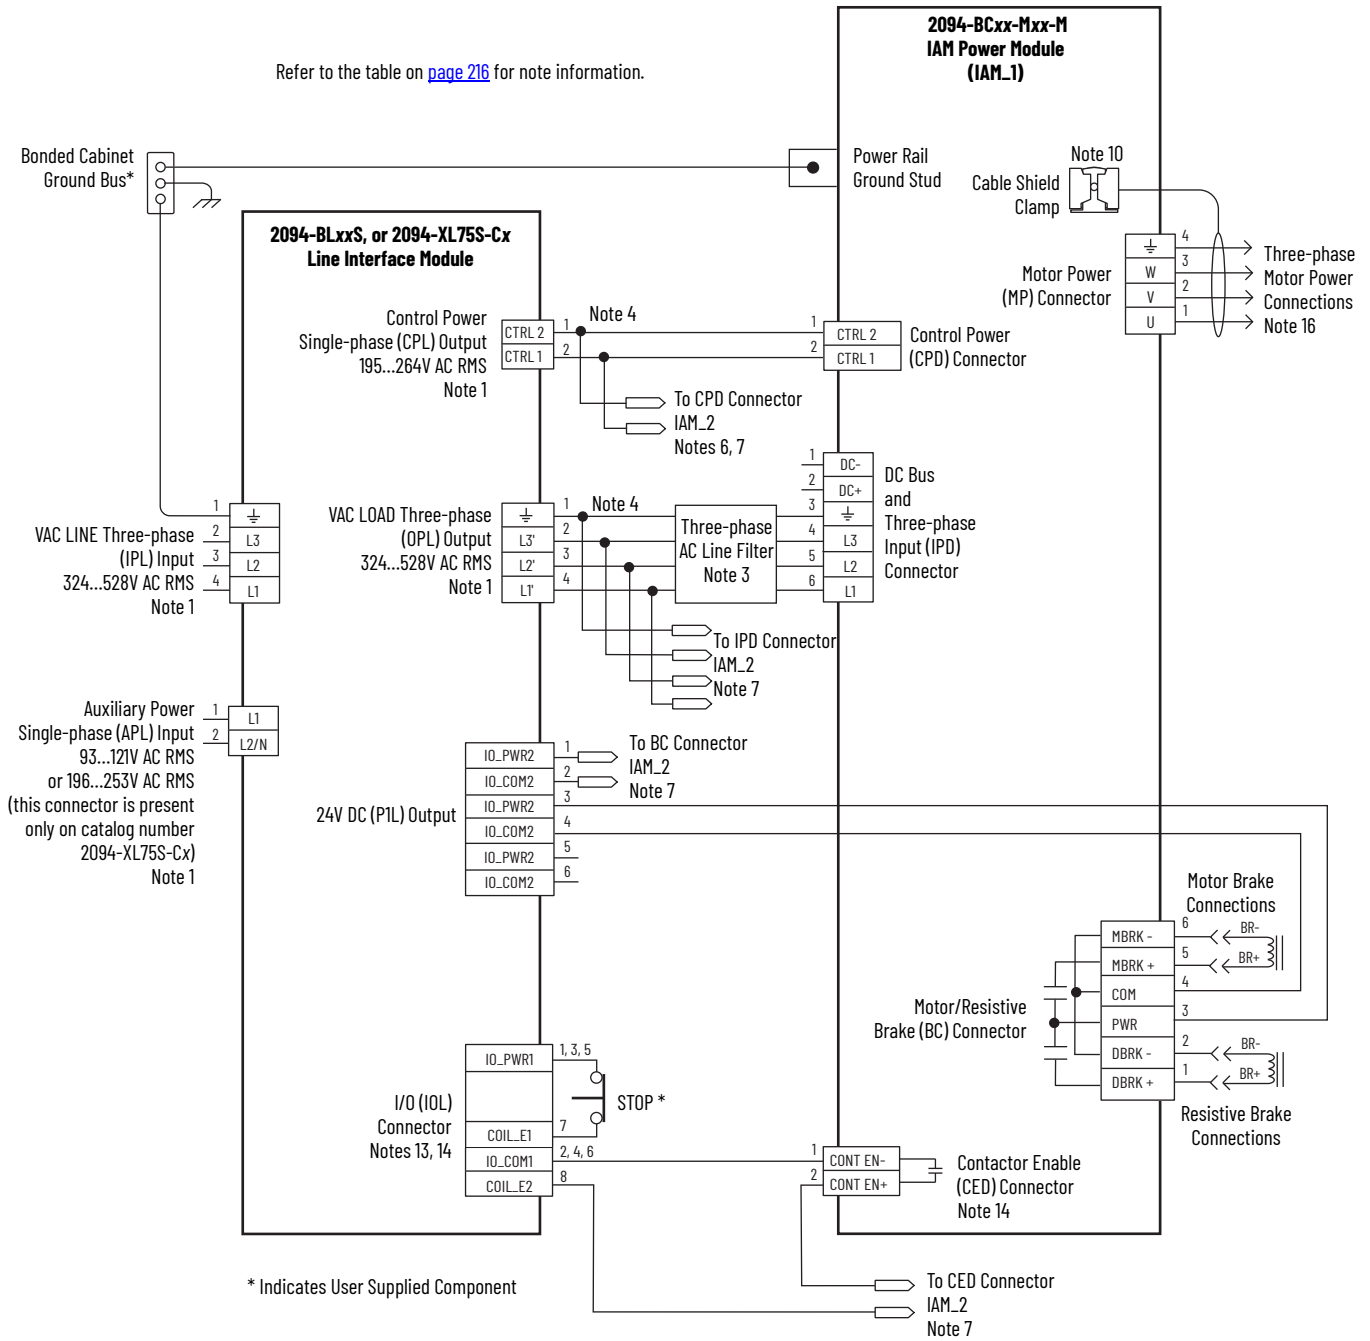 2094-BCxx-Mxx-M
IAM Power Module
(IAM_1)
Refer to the table on page 216 for note information.
Bonded Cabinet
Ground Bus*
Power Rail
Ground Stud
Note 10
Cable Shield
Clamp
2094-BLxxS, or 2094-XL75S-Cx
Line Interface Module
Motor Power
(MP) Connector
W
V
U
4
3
2
1
Three-phase
Motor Power
Connections
Note 16
Control Power
Single-phase (CPL) Output
195...264V AC RMS
Note 1
CTRL 2
CTRL 1
1
2
Note 4
1
2
CTRL 2
CTRL 1
Control Power
(CPD) Connector
To CPD Connector
IAM_2
Notes 6, 7
VAC LINE Three-phase
(IPL) Input
324...528V AC RMS
Note 1
1
2
3
4
L3
L2
L1
VAC LOAD Three-phase
(OPL) Output
324...528V AC RMS
Note 1
L3'
L2'
L1'
1
2
3
4
Note 4
Three-phase
AC Line Filter
Note 3
1
2
3
4
5
6
DC-
DC+
L3
L2
L1
DC Bus
and
Three-phase
Input (IPD)
Connector
To IPD Connector
IAM_2
Note 7
Auxiliary Power
Single-phase (APL) Input
93...121V AC RMS
or 196...253V AC RMS
(this connector is present
only on catalog number
2094-XL75S-Cx)
Note 1
1
2
L1
L2/N
24V DC (P1L) Output
IO_PWR2
IO_COM2
IO_PWR2
IO_COM2
IO_PWR2
IO_COM2
1
2
3
4
5
6
To BC Connector
IAM_2
Note 7
Motor Brake
Connections
Motor/Resistive
Brake (BC) Connector
MBRK -
MBRK +
COM
PWR
DBRK -
DBRK +
6
5
4
3
2
1
BR-
BR+
BR-
BR+
Resistive Brake
Connections
I/O (IOL)
Connector
Notes 13, 14
IO_PWR1
COIL_E1
IO_COM1
COIL_E2
1, 3, 5
7
2, 4, 6
8
STOP *
1
2
CONT EN-
CONT EN+
Contactor Enable
(CED) Connector
Note 14
* Indicates User Supplied Component
To CED Connector
IAM_2
Note 7